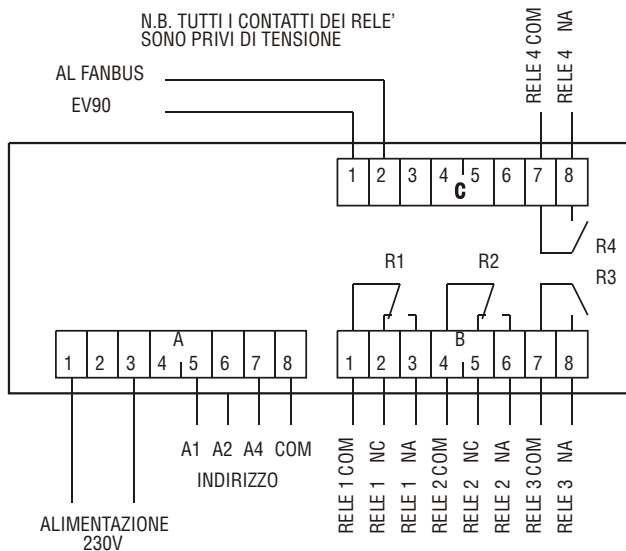 N.B. TUTTI I CONTATTI DEI RELE'
SONO PRIVI DI TENSIONE
AL FANBUS
EV90
RELE 4 COM
RELE 4 NA
1 2 3 4 5 6 7 8
C
R4
R1 R2 R3
A
1 2 3 4 5 6 7 8
B
1 2 3 4 5 6 7 8
A1 A2 A4 COM
INDIRIZZO
RELE 1 COM
RELE 1 NC
RELE 1 NA
RELE 2 COM
RELE 2 NC
RELE 2 NA
RELE 3 COM
RELE 3 NA
ALIMENTAZIONE
230V